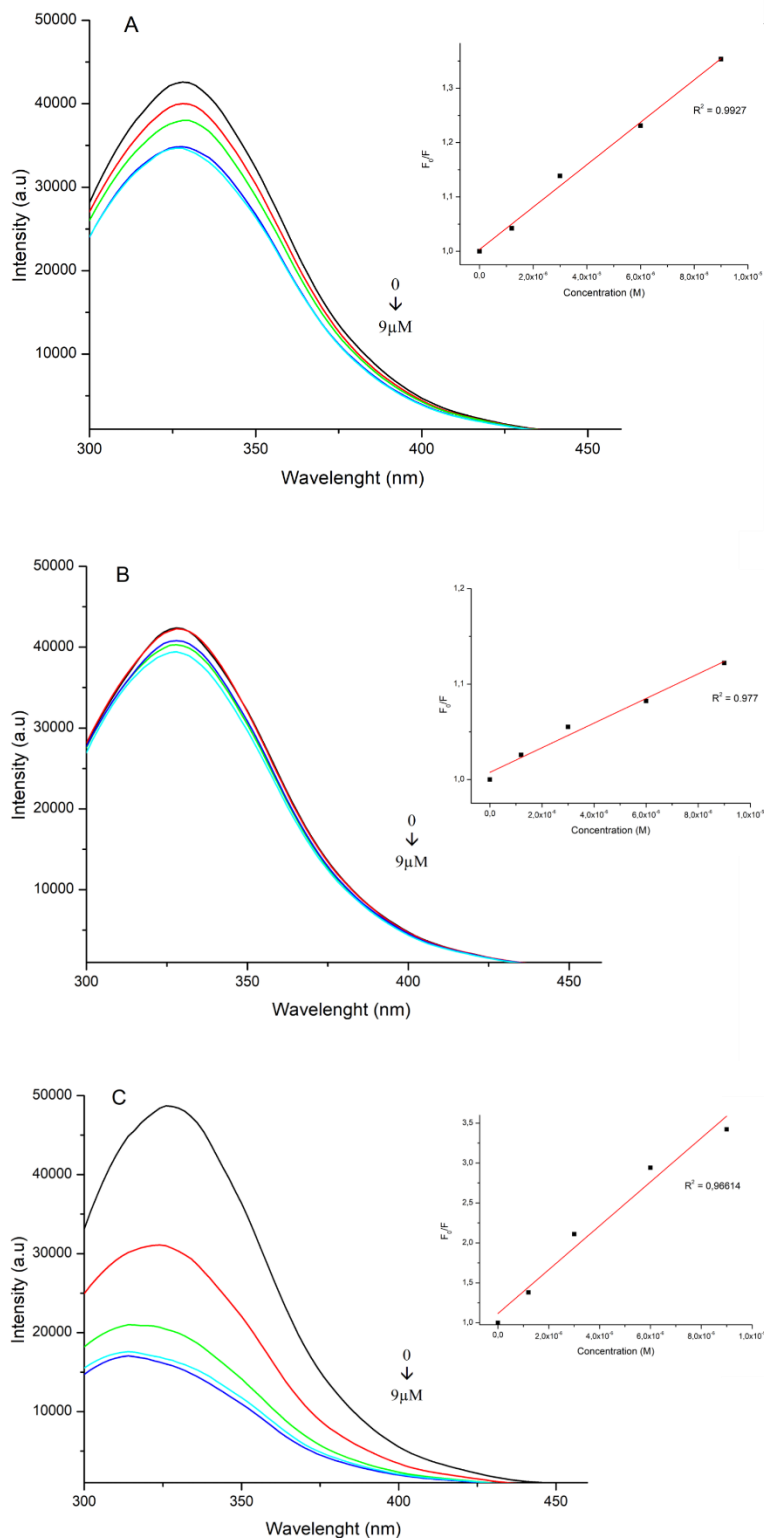 A
50000
40000
30000
20000
10000
Intensity (a.u)
300
350
400
450
Wavelenght (nm)
0
9µM
1,3
1,2
1,1
1,0
F₀/F
R² = 0.9927
0,0
2,0x10⁻⁶
4,0x10⁻⁶
6,0x10⁻⁶
8,0x10⁻⁶
1,0x10⁻⁵
Concentration (M)
B
50000
40000
30000
20000
10000
Intensity (a.u)
300
350
400
450
Wavelenght (nm)
0
9µM
1,2
1,1
1,0
F₀/F
R² = 0.977
0,0
2,0x10⁻⁶
4,0x10⁻⁶
6,0x10⁻⁶
8,0x10⁻⁶
1,0x10⁻⁵
Concentration (M)
C
50000
40000
30000
20000
10000
Intensity (a.u)
300
350
400
450
Wavelenght (nm)
0
9µM
3,5
3,0
2,5
2,0
1,5
1,0
F₀/F
R² = 0,96614
0,0
2,0x10⁻⁶
4,0x10⁻⁶
6,0x10⁻⁶
8,0x10⁻⁶
1,0x10⁻⁵
Concentration (M)